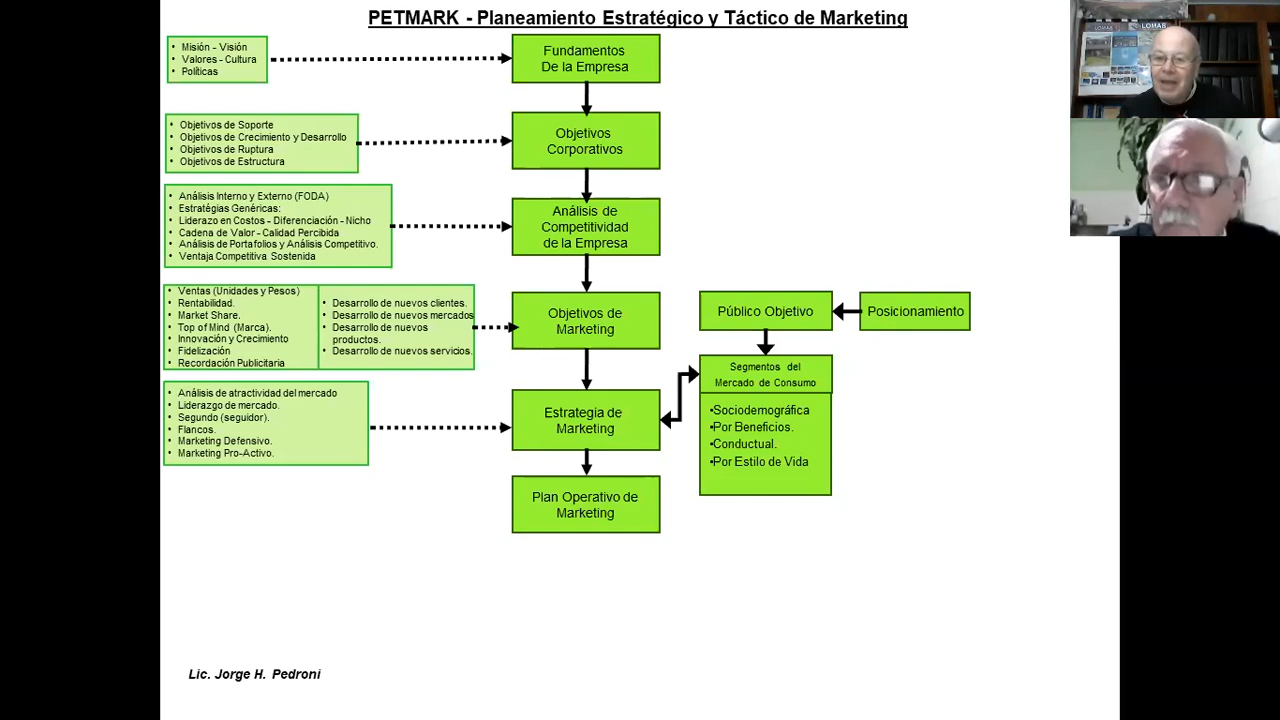 PETMARK - Planeamiento Estratégico y Táctico de Marketing
• Misión - Visión
• Valores - Cultura
• Políticas
Fundamentos
De la Empresa
• Objetivos de Soporte
• Objetivos de Crecimiento y Desarrollo
• Objetivos de Ruptura
• Objetivos de Estructura
Objetivos
Corporativos
• Análisis Interno y Externo (FODA)
• Estratégias Genéricas:
• Liderazo en Costos - Diferenciación - Nicho
• Cadena de Valor - Calidad Percibida
• Análisis de Portafolios y Análisis Competitivo.
• Ventaja Competitiva Sostenida
Análisis de
Competitividad
de la Empresa
• Ventas (Unidades y Pesos)
• Rentabilidad.
• Market Share.
• Top of Mind (Marca).
• Innovación y Crecimiento
• Fidelización
• Recordación Publicitaria
• Desarrollo de nuevos clientes.
• Desarrollo de nuevos mercados
• Desarrollo de nuevos
productos.
• Desarrollo de nuevos servicios.
Objetivos de
Marketing
Público Objetivo
Posicionamiento
Segmentos del
Mercado de Consumo
•Sociodemográfica
•Por Beneficios.
•Conductual.
•Por Estilo de Vida
• Análisis de atractividad del mercado
• Liderazgo de mercado.
• Segundo (seguidor).
• Flancos.
• Marketing Defensivo.
• Marketing Pro-Activo.
Estrategia de
Marketing
Plan Operativo de
Marketing
Lic. Jorge H. Pedroni
LOMAS